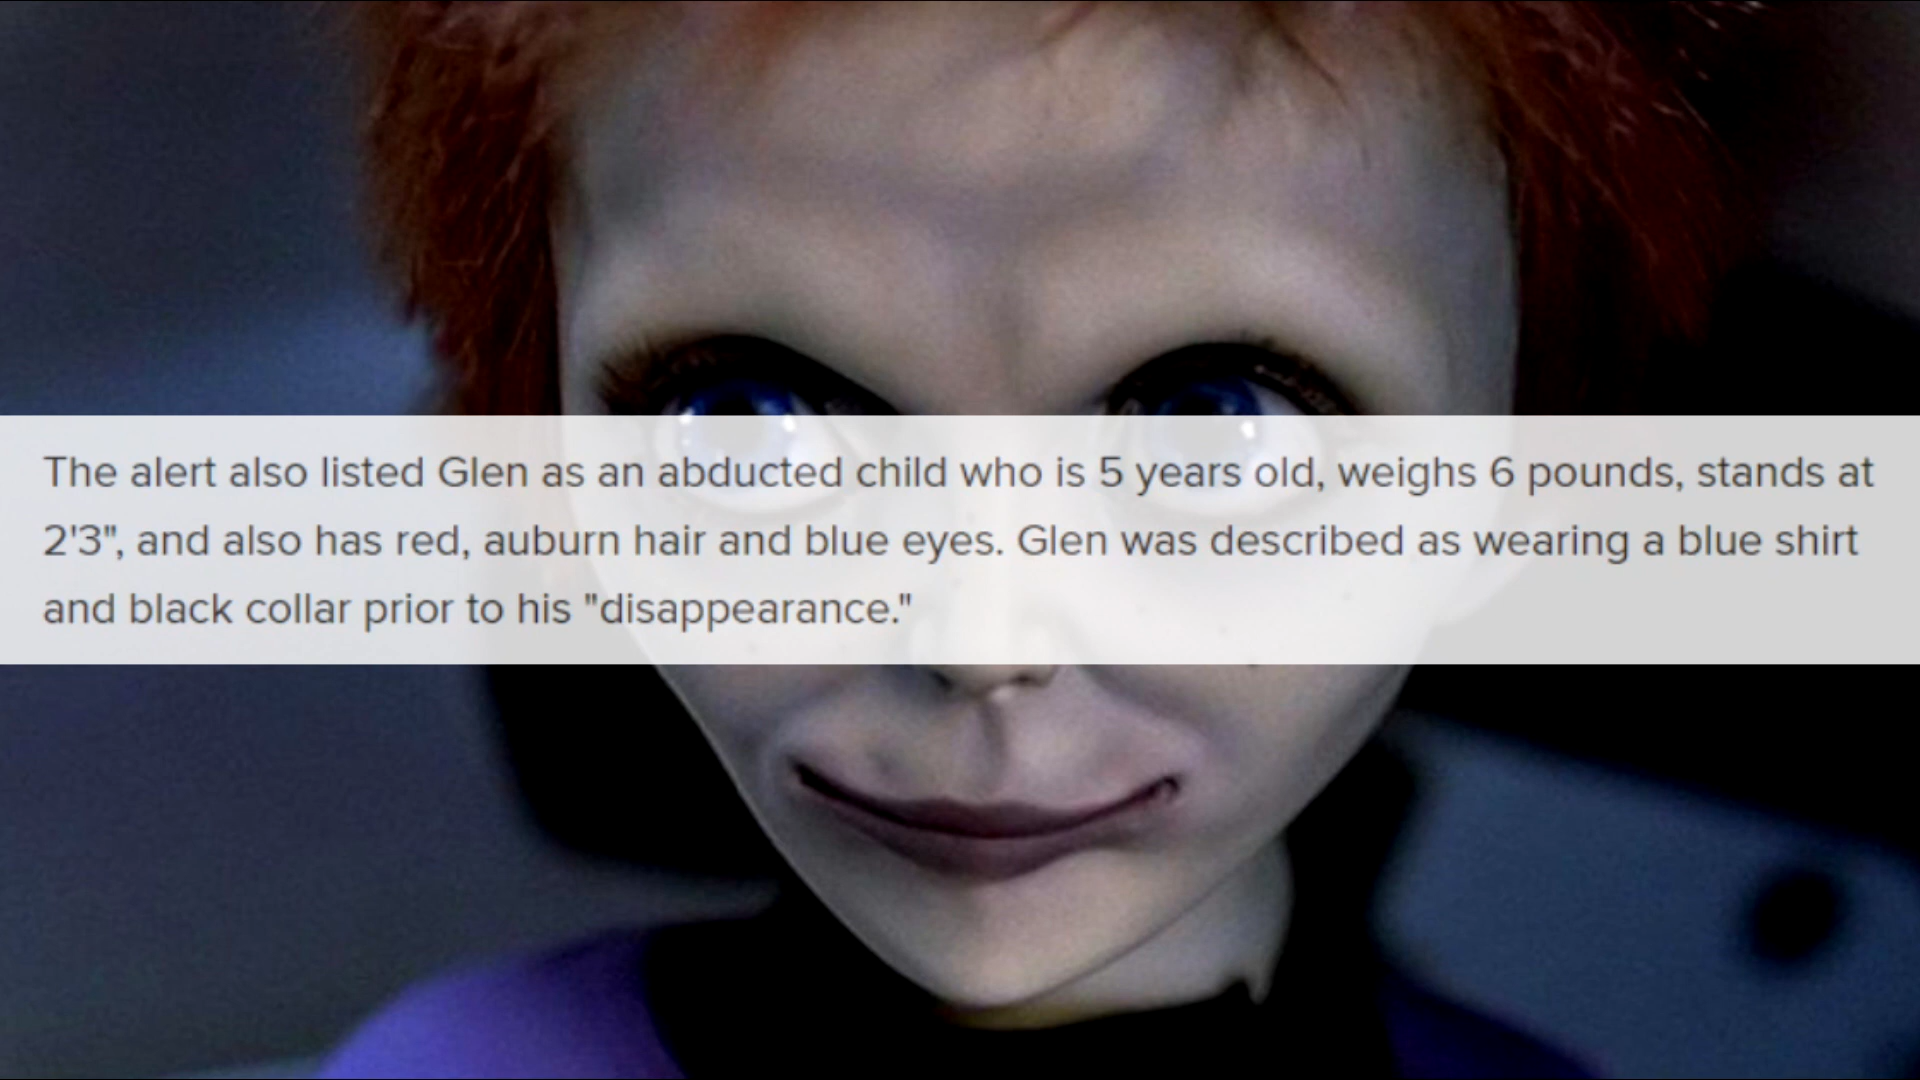 The alert also listed Glen as an abducted child who is 5 years old, weighs 6 pounds, stands at
2'3", and also has red, auburn hair and blue eyes. Glen was described as wearing a blue shirt
and black collar prior to his "disappearance."